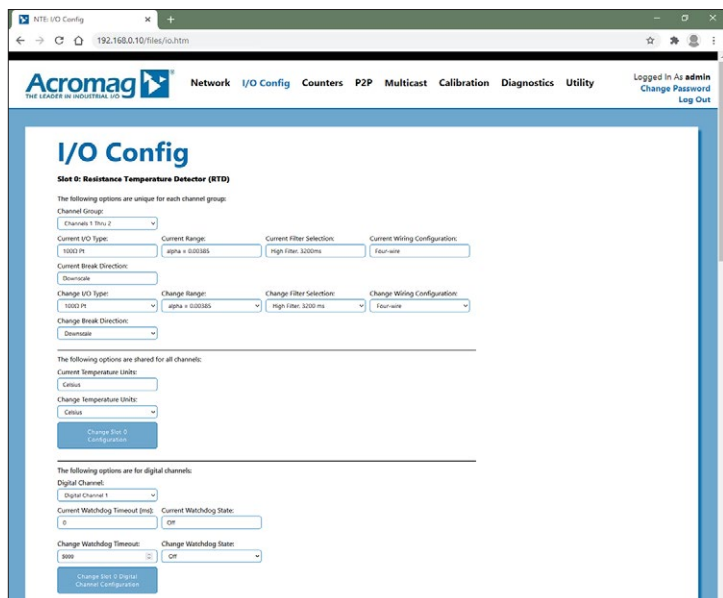 NTE: I/O Config
192.168.0.10/files/io.htm
Acromag
THE LEADER IN INDUSTRIAL I/O
Network I/O Config Counters P2P Multicast Calibration Diagnostics Utility
Logged In As admin
Change Password
Log Out
I/O Config
Slot 0: Resistance Temperature Detector (RTD)
The following options are unique for each channel group:
Channel Group:
Channels 1 Thru 2
Current I/O Type: Current Range: Current Filter Selection: Current Wiring Configuration:
100Ω Pt alpha = 0.00385 High Filter, 3200ms Four-wire
Current Break Direction:
Downscale
Change I/O Type: Change Range: Change Filter Selection: Change Wiring Configuration:
100Ω Pt alpha = 0.00385 High Filter, 3200 ms Four-wire
Change Break Direction:
Downscale
The following options are shared for all channels:
Current Temperature Units:
Celsius
Change Temperature Units:
Celsius
Change Slot 0
Configuration
The following options are for digital channels:
Digital Channel:
Digital Channel 1
Current Watchdog Timeout (ms): Current Watchdog State:
0 Off
Change Watchdog Timeout: Change Watchdog State:
Off
Change Slot 0 Digital
Channel Configuration